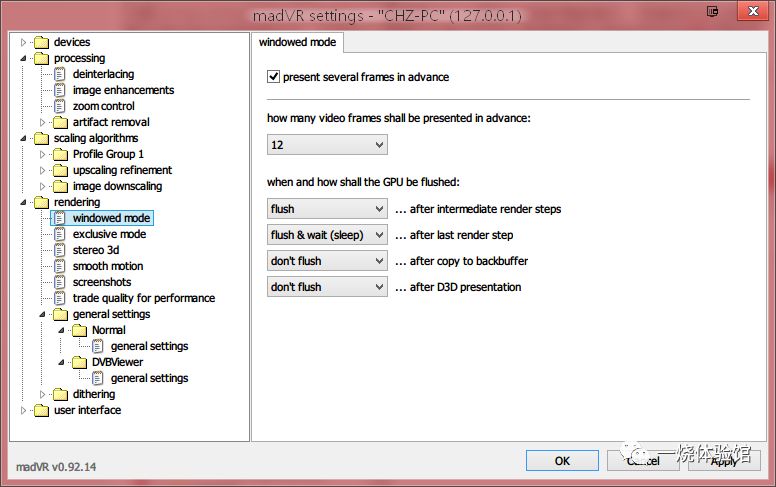 madVR settings - "CHZ-PC" (127.0.0.1)
devices
processing
deinterlacing
image enhancements
zoom control
artifact removal
scaling algorithms
Profile Group 1
upscaling refinement
image downscaling
rendering
windowed mode
exclusive mode
stereo 3d
smooth motion
screenshots
trade quality for performance
general settings
Normal
general settings
DVBViewer
general settings
dithering
user interface
windowed mode
present several frames in advance
how many video frames shall be presented in advance:
12
when and how shall the GPU be flushed:
flush ... after intermediate render steps
flush & wait (sleep) ... after last render step
don't flush ... after copy to backbuffer
don't flush ... after D3D presentation
madVR v0.92.14
OK Cancel Apply
一烧体验馆